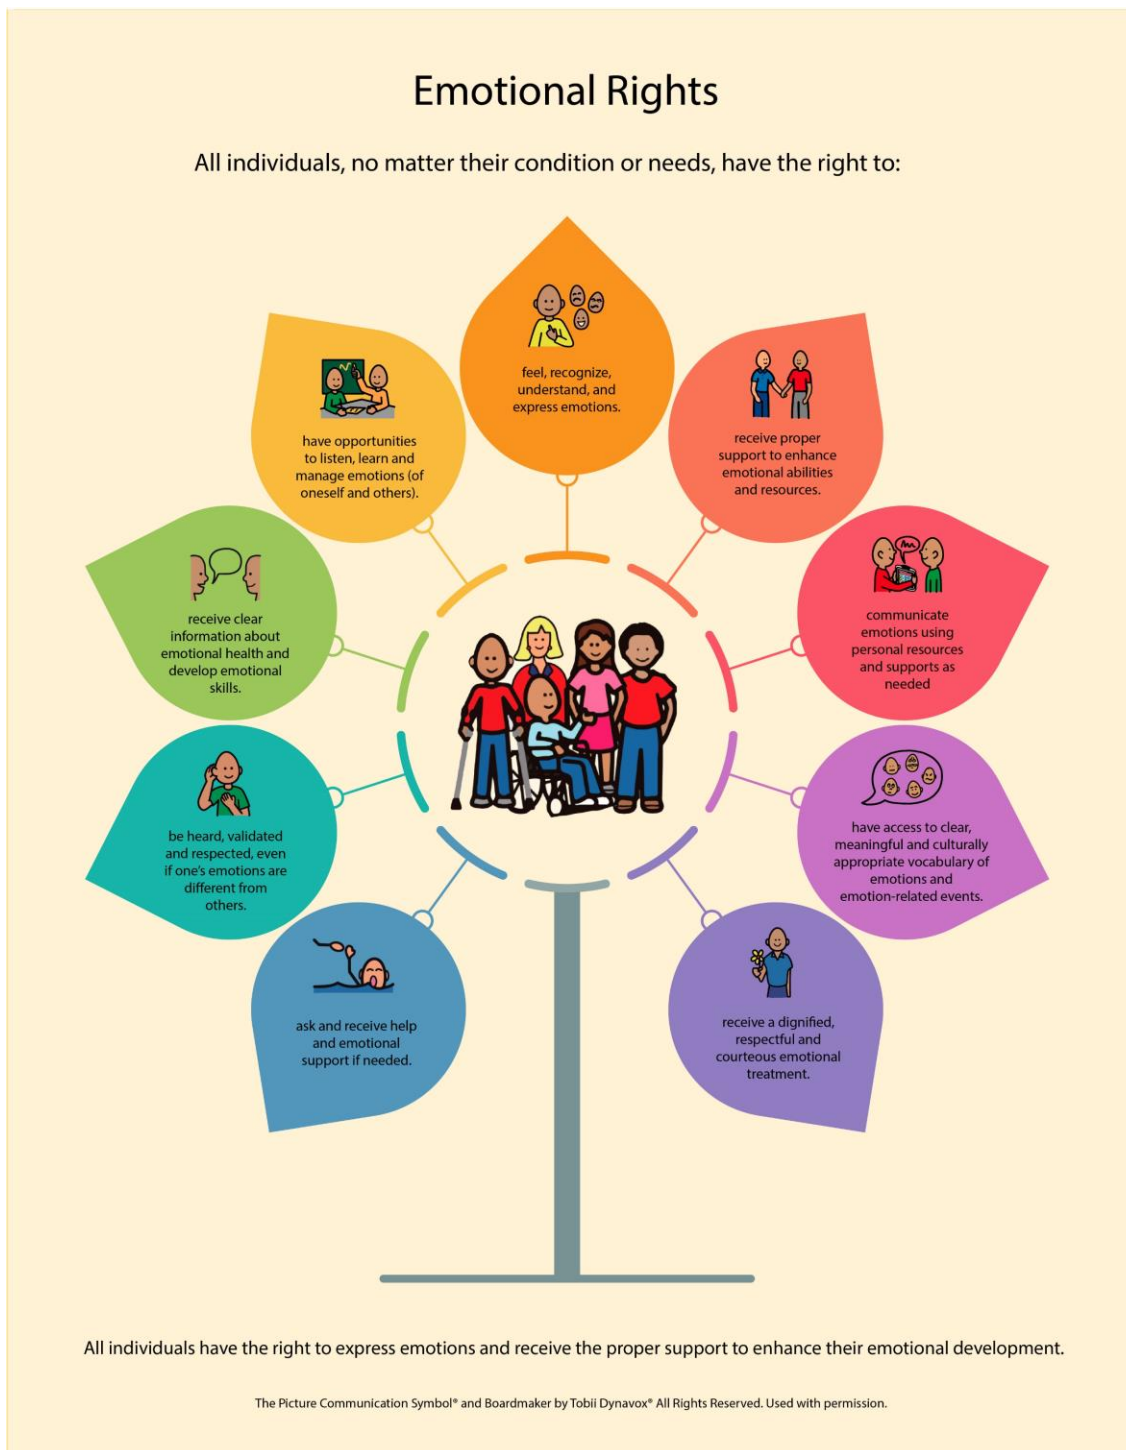 Emotional Rights
All individuals, no matter their condition or needs, have the right to:
feel, recognize,
understand, and
express emotions.
receive proper
support to enhance
emotional abilities
and resources.
communicate
emotions using
personal resources
and supports as
needed
have access to clear,
meaningful and culturally
appropriate vocabulary of
emotions and
emotion-related events.
receive a dignified,
respectful and
courteous emotional
treatment.
ask and receive help
and emotional
support if needed.
be heard, validated
and respected, even
if one's emotions are
different from
others.
receive clear
information about
emotional health and
develop emotional
skills.
have opportunities
to listen, learn and
manage emotions (of
oneself and others).
All individuals have the right to express emotions and receive the proper support to enhance their emotional development.
The Picture Communication Symbol® and Boardmaker by Tobii Dynavox® All Rights Reserved. Used with permission.